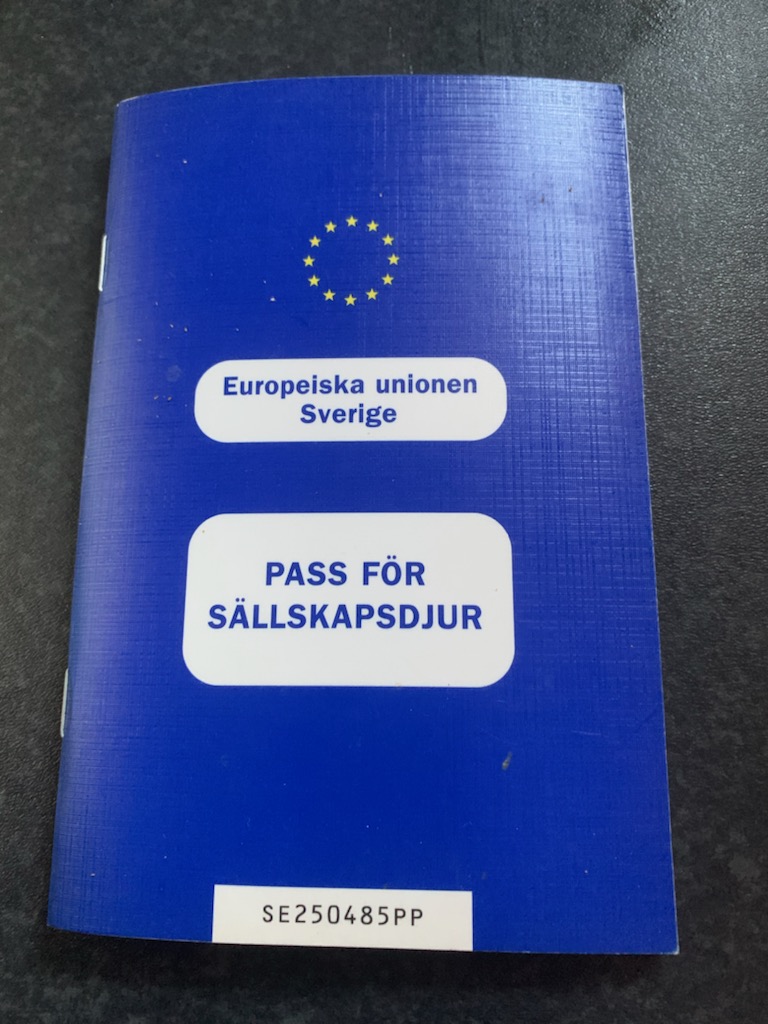 Europeiska unionen
Sverige
PASS FÖR
SÄLLSKAPSDJUR
SE250485PP